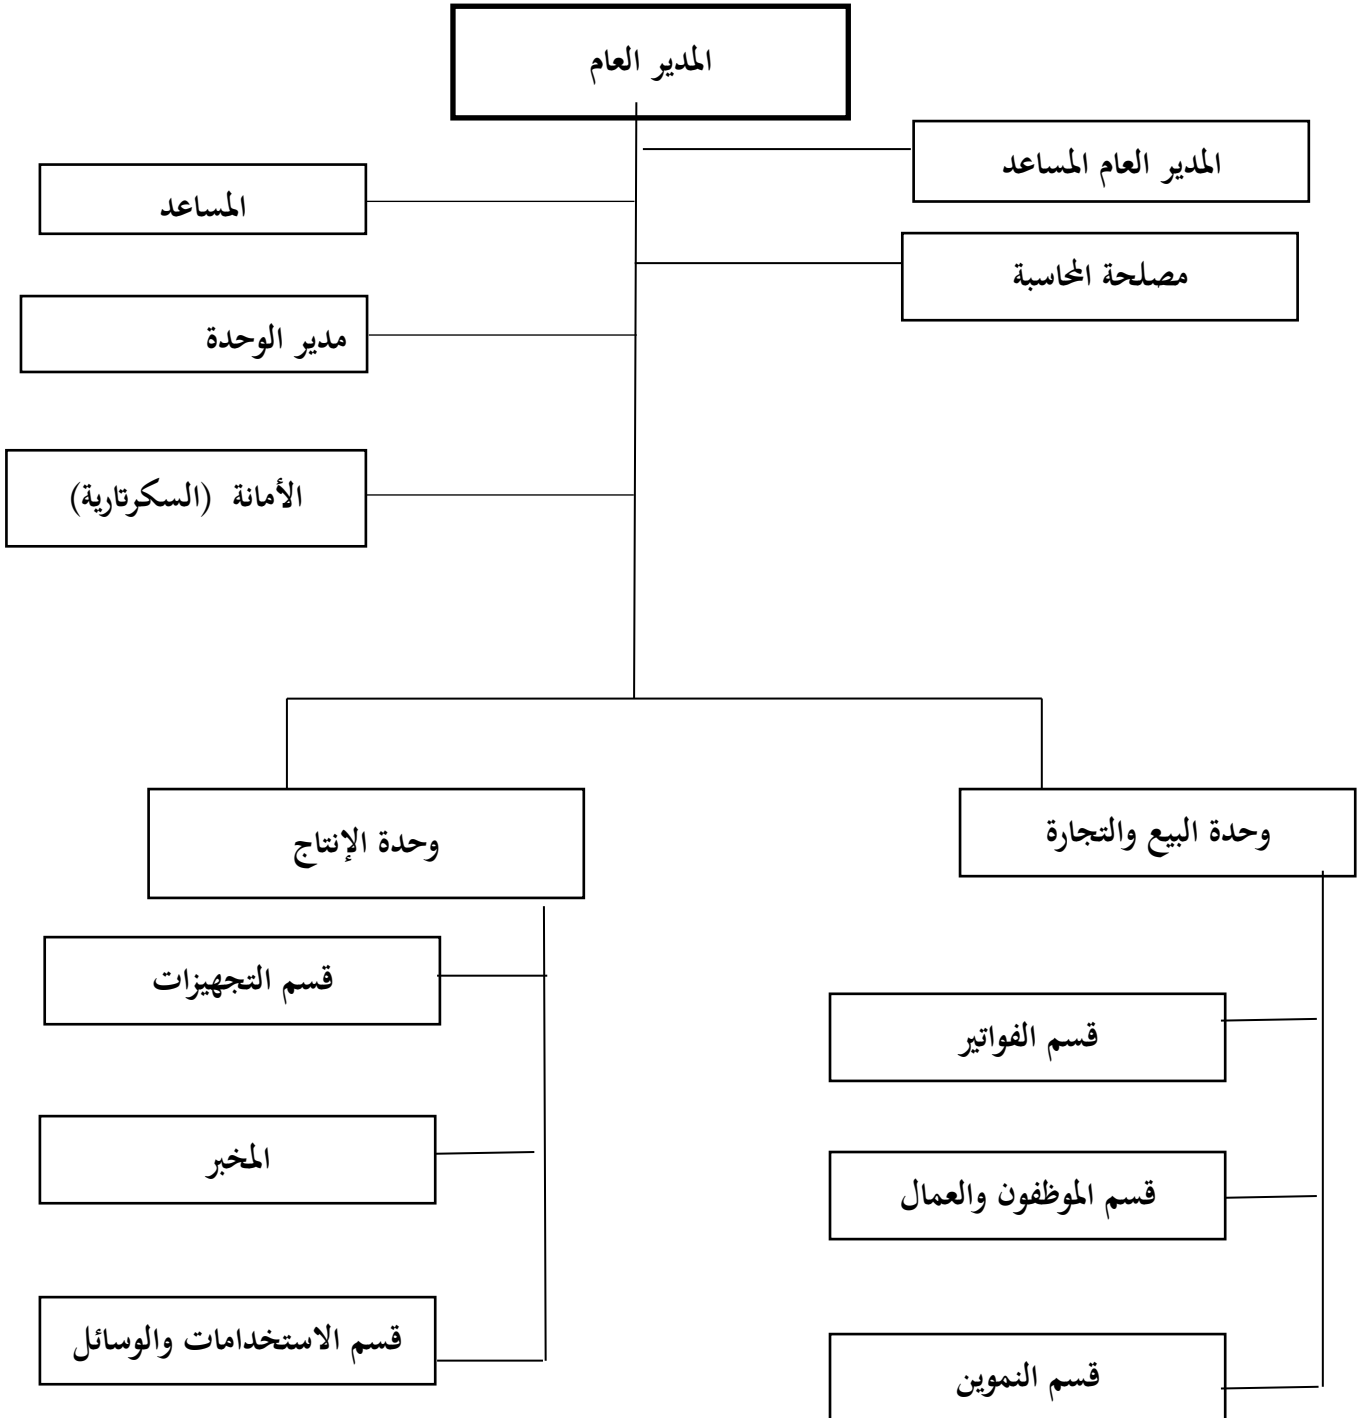 المدير العام
المدير العام المساعد
المساعد
مصلحة المحاسبة
مدير الوحدة
الأمانة (السكرتارية)
وحدة البيع والتجارة
وحدة الإنتاج
قسم التجهيزات
قسم الفواتير
المخبر
قسم الموظفون والعمال
قسم الاستخدامات والوسائل
قسم النموين